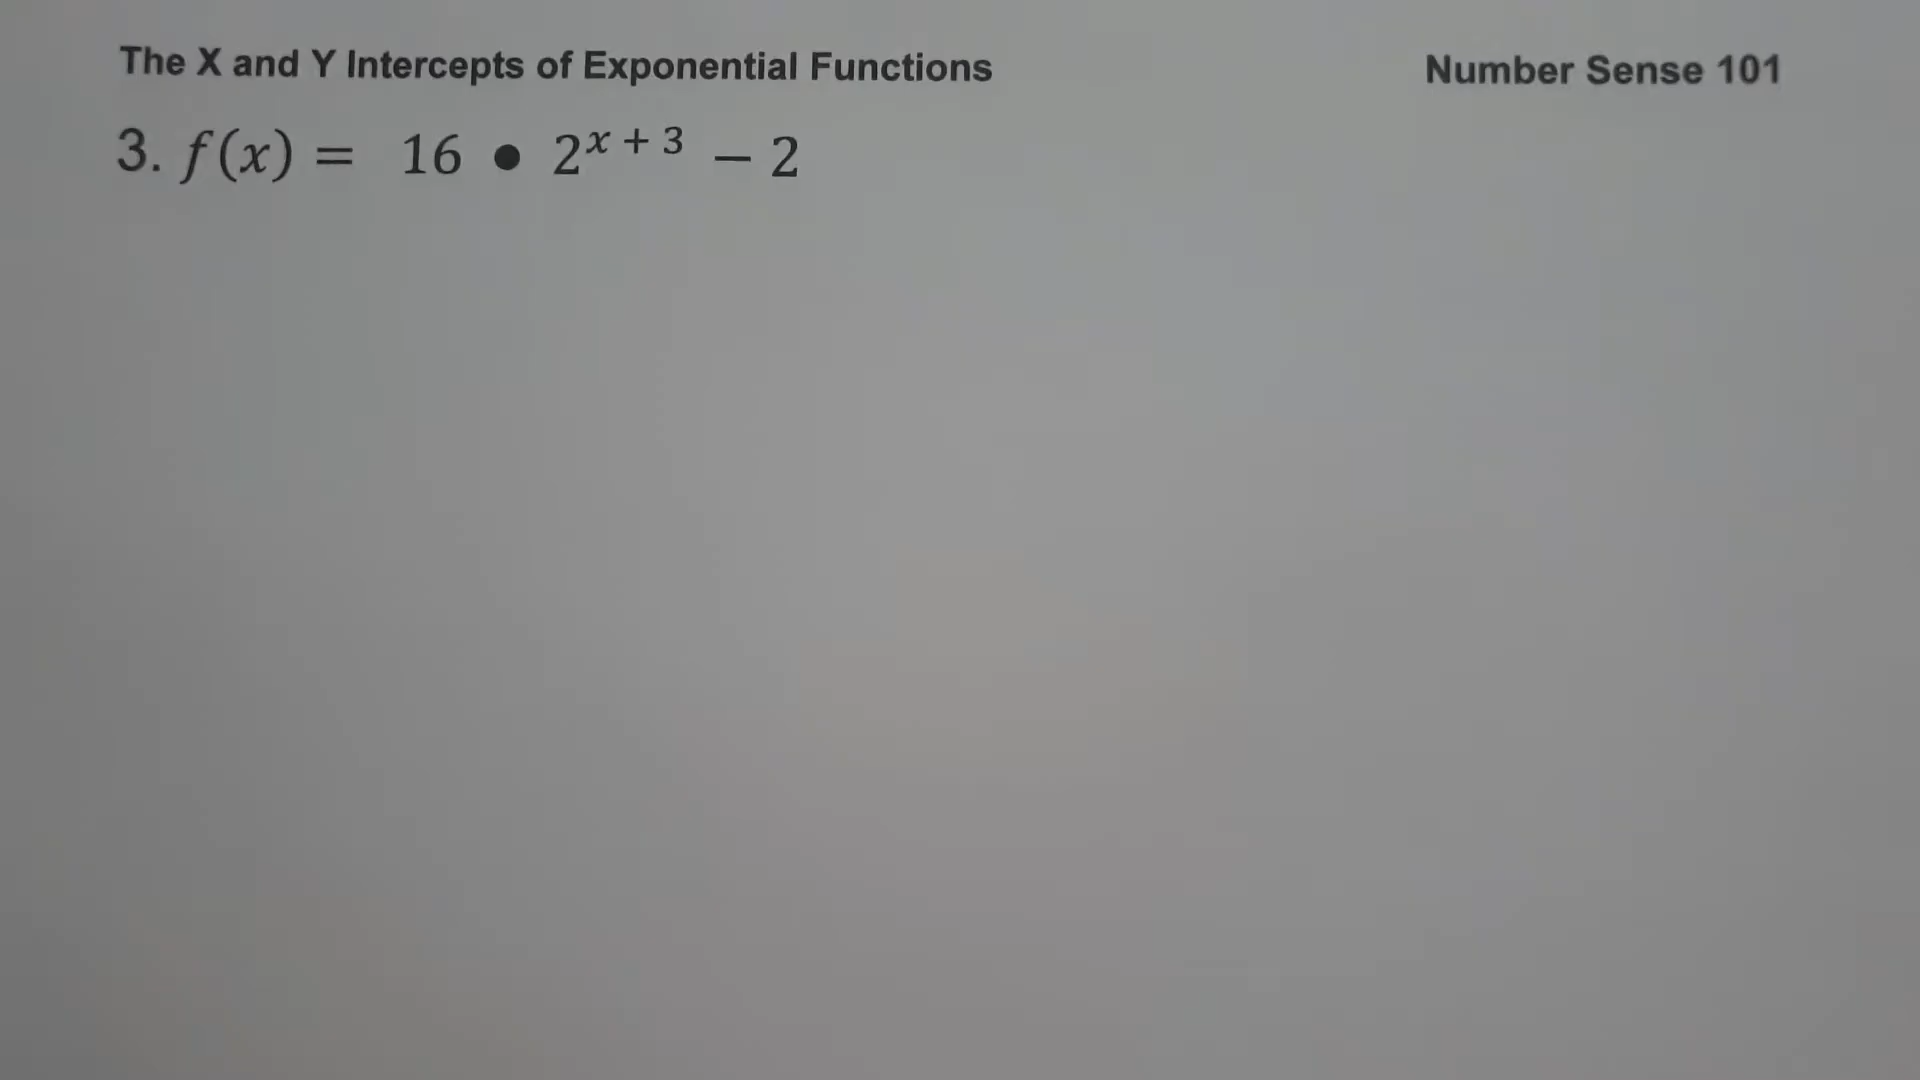 The X and Y Intercepts of Exponential Functions
Number Sense 101
3. f(x) = 16 • 2^{x + 3} − 2